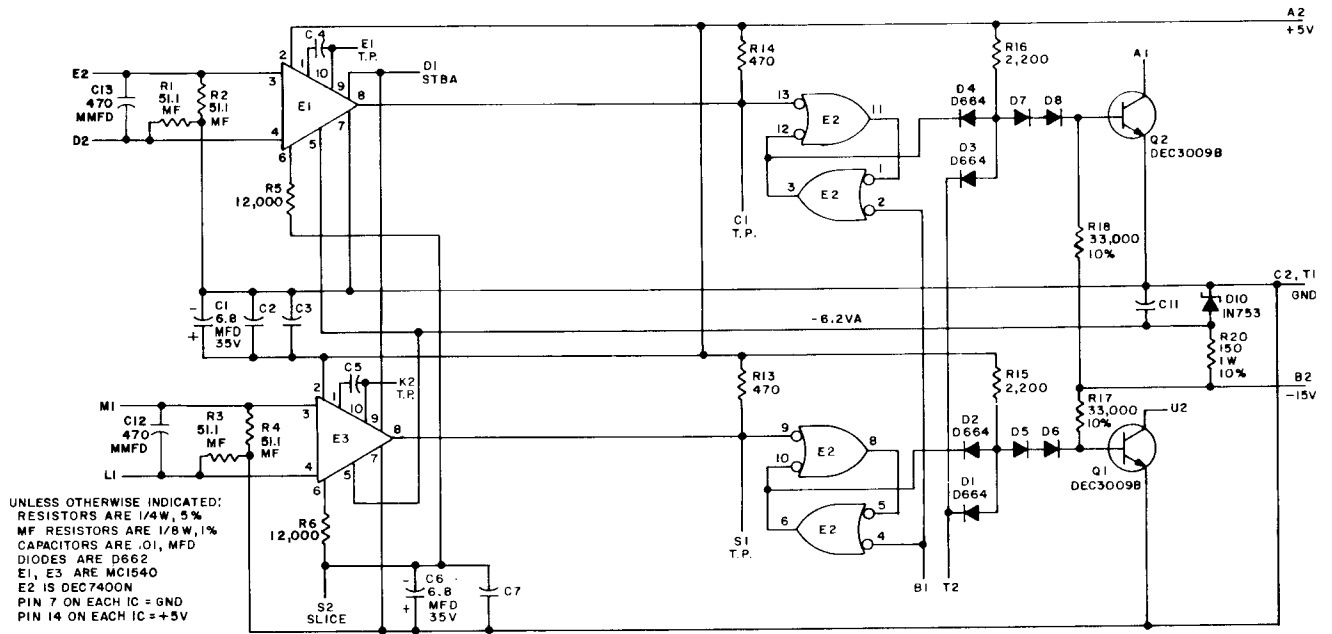 A2
+5V
C4
E1
T.P.
2
1
10
9
D1
STBA
E2
3
8
E1
C13
470
MMFD
R1
51.1
MF
R2
51.1
MF
D2
4
7
5
6
R5
12,000
R14
470
13
11
E2
12
1
3
E2
2
C1
T.P.
R16
2,200
D4
D664
D7
D8
D3
D664
A1
Q2
DEC3009B
R18
33,000
10%
C2, T1
GND
-
C1
6.8
MFD
35V
+
C2
C3
-6.2VA
C11
D10
IN753
R20
150
1W
10%
B2
-15V
C5
K2
T.P.
2
1
10
9
M1
3
8
E3
C12
470
MMFD
R3
51.1
MF
R4
51.1
MF
L1
4
7
5
6
R6
12,000
R13
470
9
8
E2
10
5
6
E2
4
S1
T.P.
R15
2,200
D2
D664
D5
D6
D1
D664
R17
33,000
10%
U2
Q1
DEC3009B
B1
T2
S2
SLICE
-
C6
6.8
MFD
35V
+
C7
UNLESS OTHERWISE INDICATED:
RESISTORS ARE 1/4W, 5%
MF RESISTORS ARE 1/8W, 1%
CAPACITORS ARE .01, MFD
DIODES ARE D662
E1, E3 ARE MC1540
E2 IS DEC7400N
PIN 7 ON EACH IC = GND
PIN 14 ON EACH IC = +5V